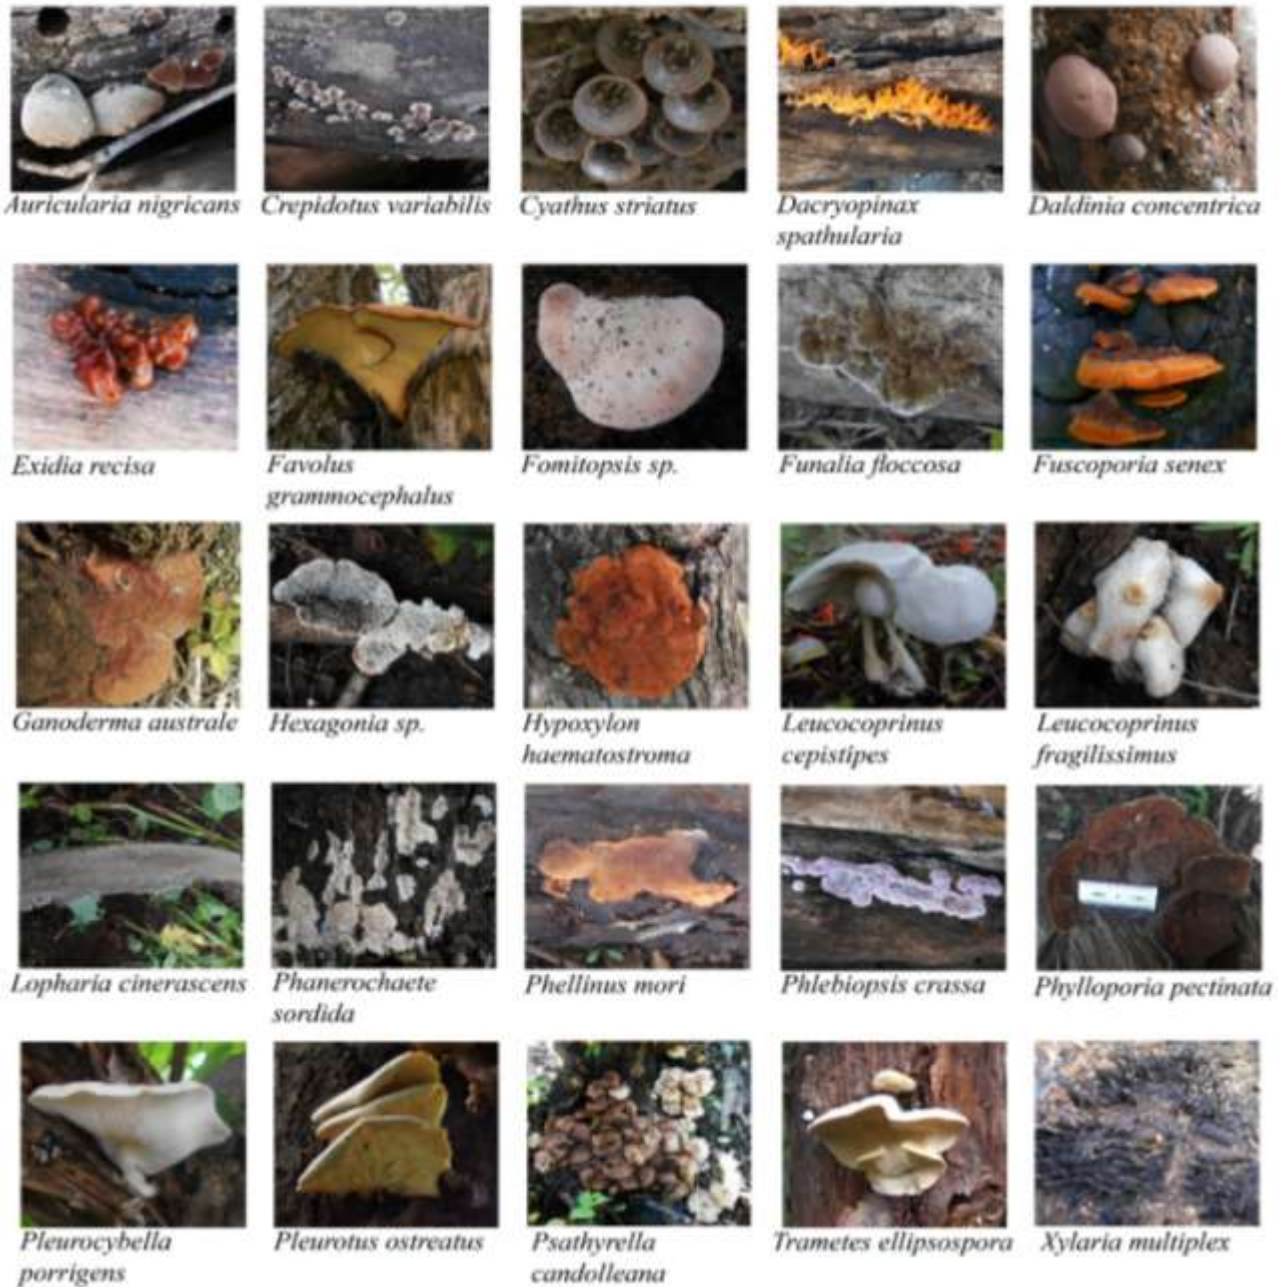 Auricularia nigricans
Crepidotus variabilis
Cyathus striatus
Dacryopinax
spathularia
Daldinia concentrica
Exidia recisa
Favolus
grammocephalus
Fomitopsis sp.
Funalia floccosa
Fuscoporia senex
Ganoderma australe
Hexagonia sp.
Hypoxylon
haematostroma
Leucocoprinus
cepistipes
Leucocoprinus
fragilissimus
Lopharia cinerascens
Phanerochaete
sordida
Phellinus mori
Phlebiopsis crassa
Phylloporia pectinata
Pleurocybella
porrigens
Pleurotus ostreatus
Psathyrella
candolleana
Trametes ellipsospora
Xylaria multiplex